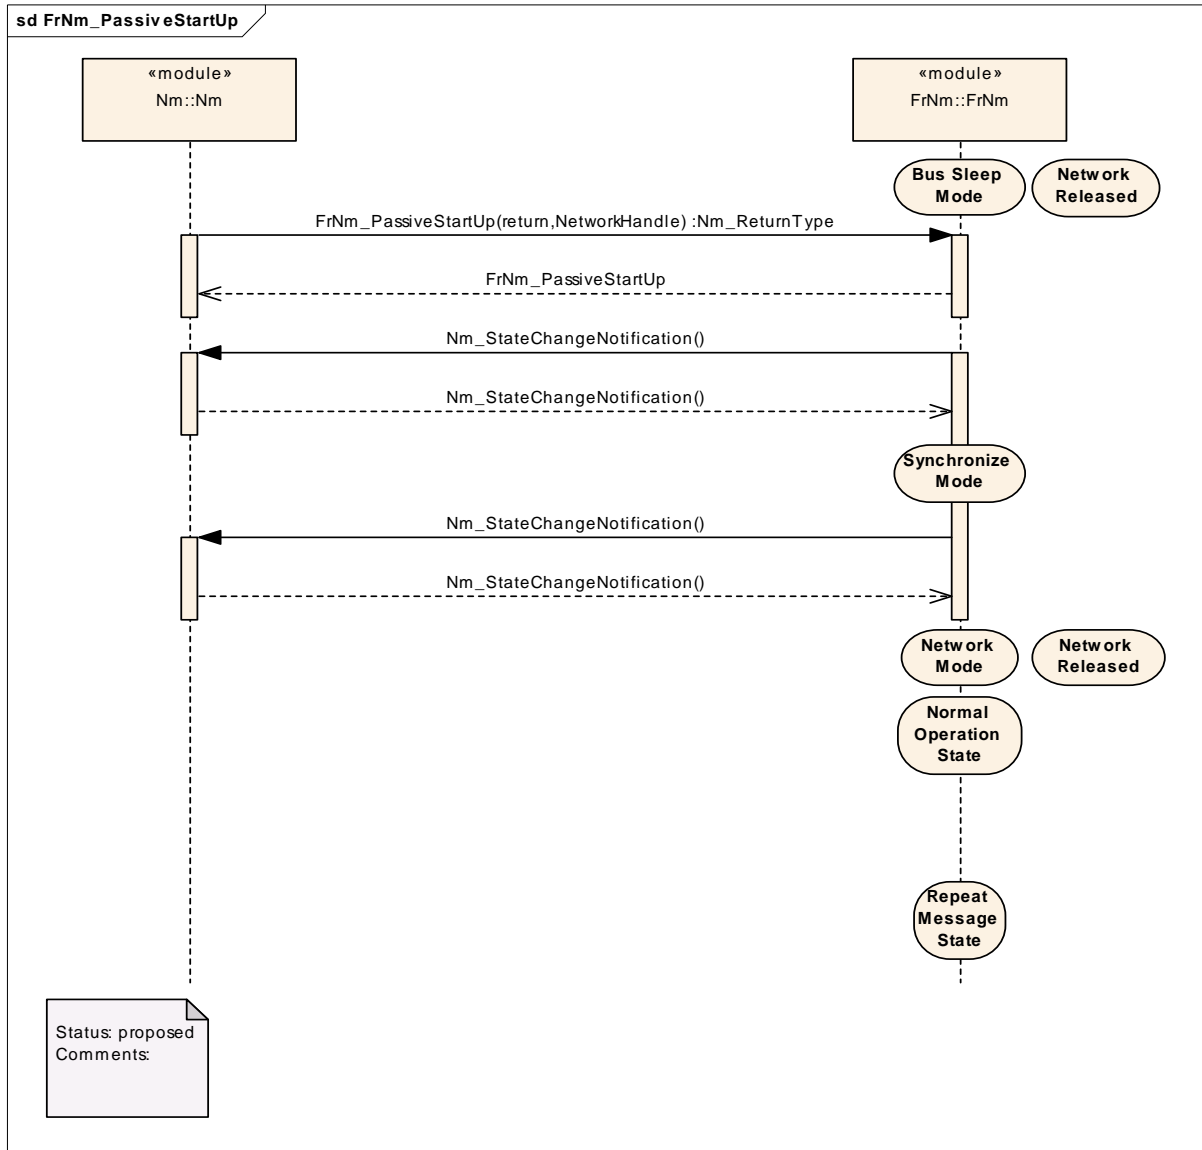 sd FrNm_PassiveStartUp
«module»
Nm::Nm
«module»
FrNm::FrNm
Bus Sleep
Mode
Network
Released
FrNm_PassiveStartUp(return,NetworkHandle) :Nm_ReturnType
FrNm_PassiveStartUp
Nm_StateChangeNotification()
Nm_StateChangeNotification()
Synchronize
Mode
Nm_StateChangeNotification()
Nm_StateChangeNotification()
Network
Mode
Network
Released
Normal
Operation
State
Repeat
Message
State
Status: proposed
Comments: